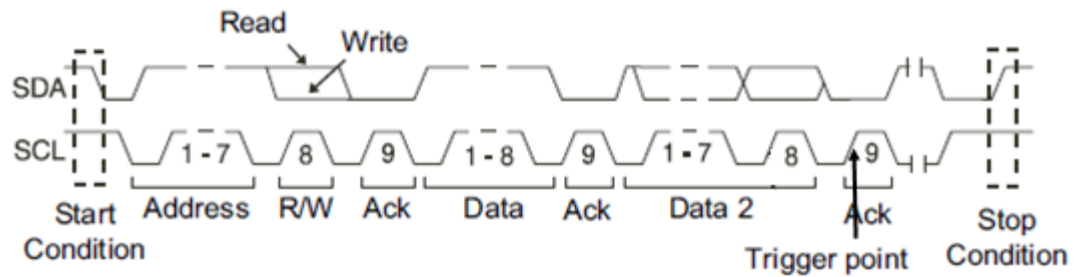 Read
Write
SDA
SCL
1 - 7
8
9
1 - 8
9
1 - 7
8
9
Start
Condition
Address
R/W
Ack
Data
Ack
Data 2
Ack
Trigger point
Stop
Condition